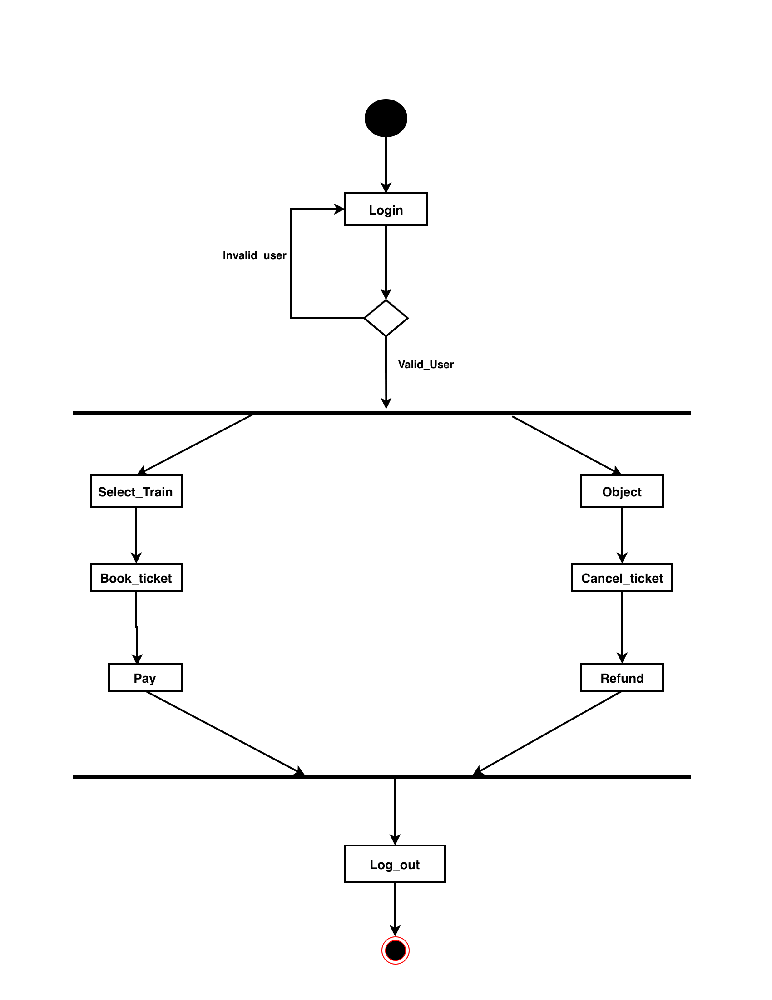 Login
Invalid_user
Valid_User
Select_Train
Object
Book_ticket
Cancel_ticket
Pay
Refund
Log_out